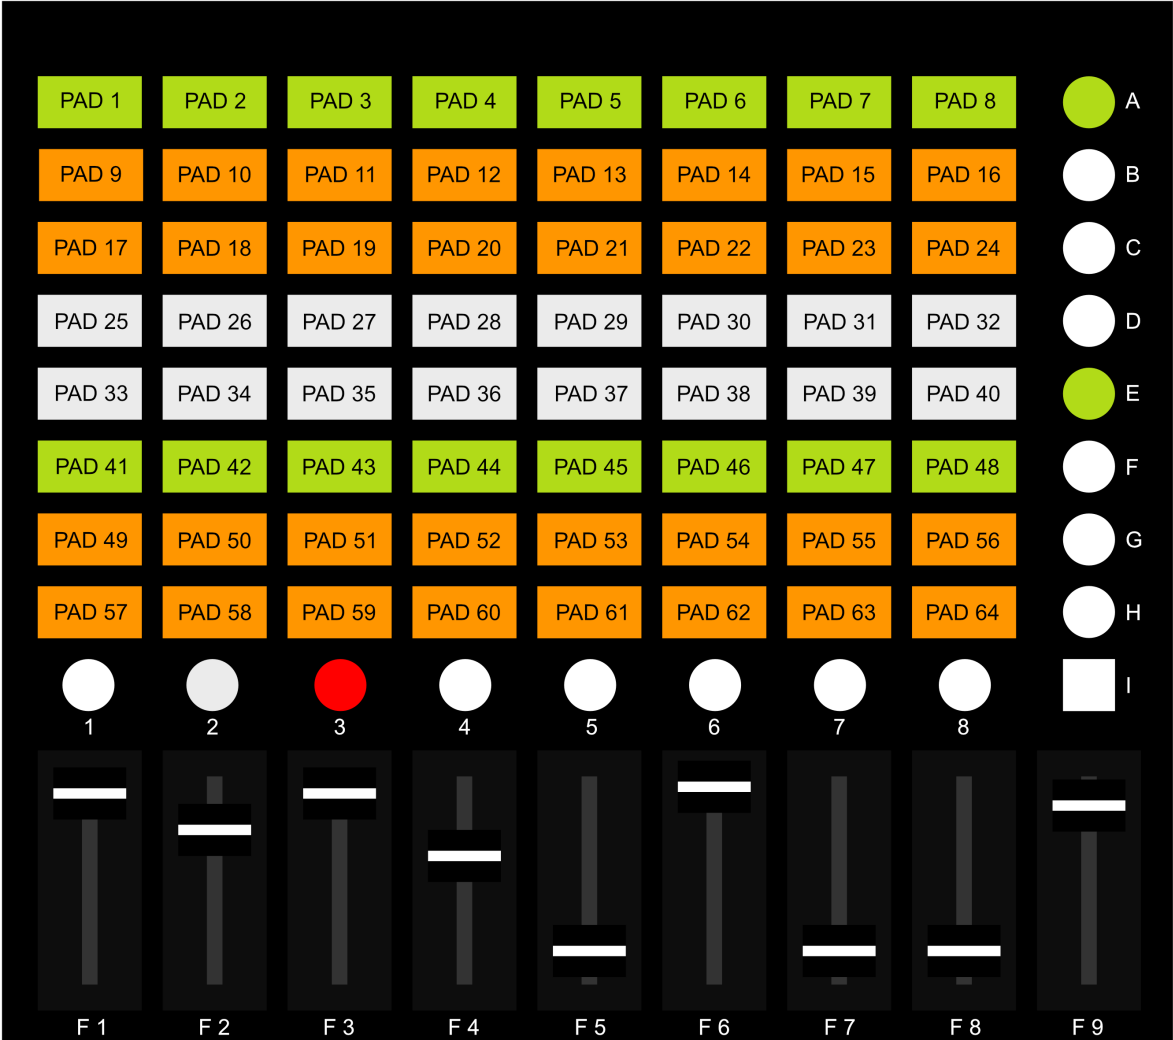 PAD 1 PAD 2 PAD 3 PAD 4 PAD 5 PAD 6 PAD 7 PAD 8 A
PAD 9 PAD 10 PAD 11 PAD 12 PAD 13 PAD 14 PAD 15 PAD 16 B
PAD 17 PAD 18 PAD 19 PAD 20 PAD 21 PAD 22 PAD 23 PAD 24 C
PAD 25 PAD 26 PAD 27 PAD 28 PAD 29 PAD 30 PAD 31 PAD 32 D
PAD 33 PAD 34 PAD 35 PAD 36 PAD 37 PAD 38 PAD 39 PAD 40 E
PAD 41 PAD 42 PAD 43 PAD 44 PAD 45 PAD 46 PAD 47 PAD 48 F
PAD 49 PAD 50 PAD 51 PAD 52 PAD 53 PAD 54 PAD 55 PAD 56 G
PAD 57 PAD 58 PAD 59 PAD 60 PAD 61 PAD 62 PAD 63 PAD 64 H
I
1 2 3 4 5 6 7 8
F 1 F 2 F 3 F 4 F 5 F 6 F 7 F 8 F 9